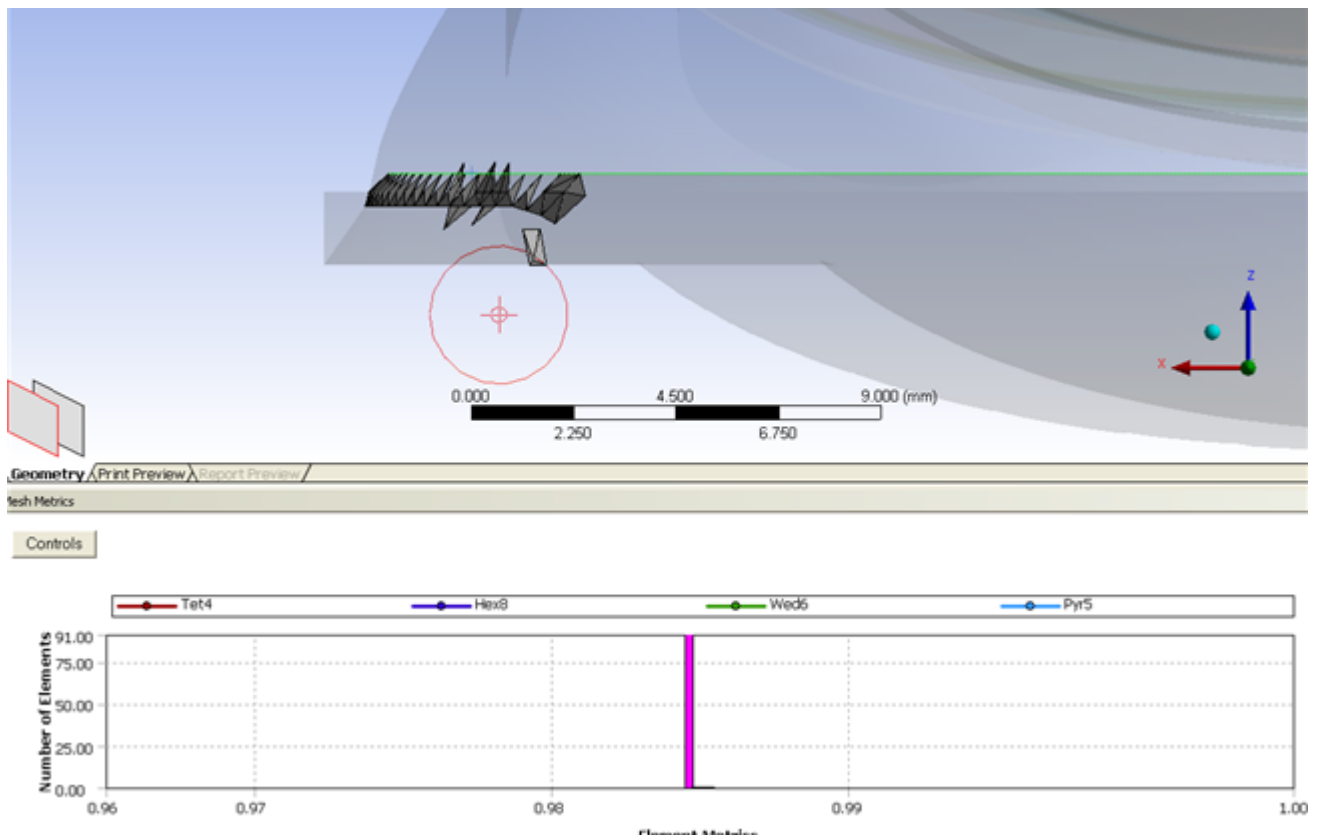 Z
X
0.000 4.500 9.000 (mm)
2.250 6.750
Geometry Print Preview Report Preview
Mesh Metrics
Controls
Tet4 Hex8 Wed6 Pyr5
Number of Elements
91.00
75.00
50.00
25.00
0.00
0.96 0.97 0.98 0.99 1.00
Element Metrics